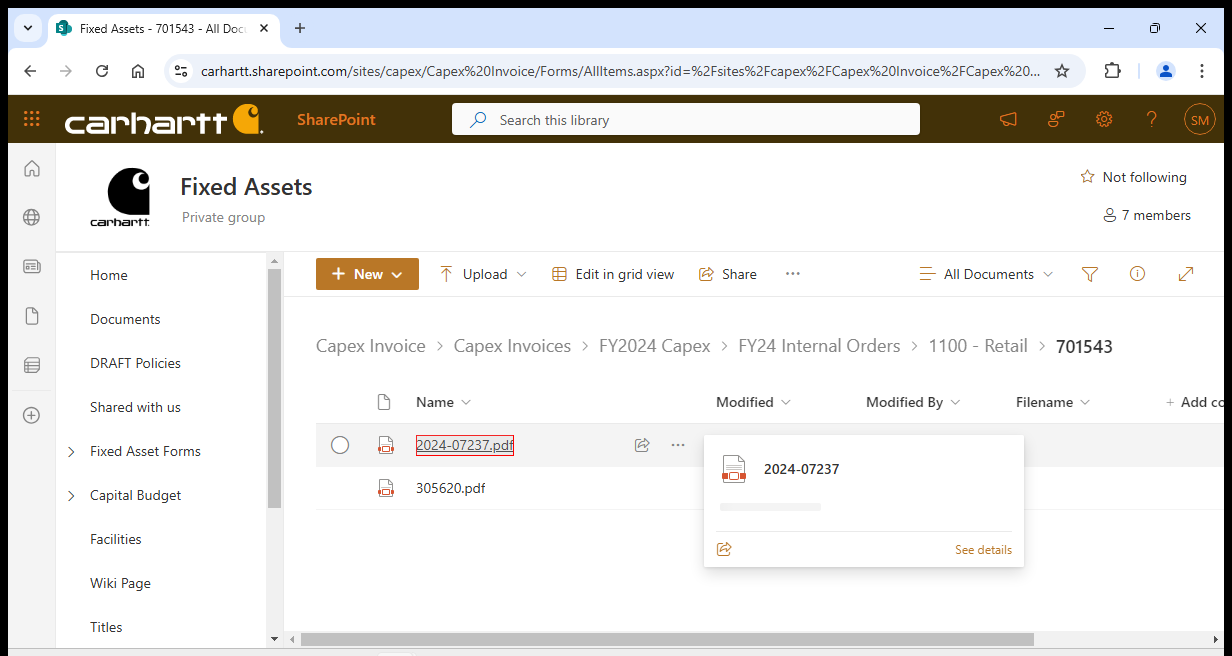 Fixed Assets - 701543 - All Doc
carhartt.sharepoint.com/sites/capex/Capex%20Invoice/Forms/AllItems.aspx?id=%2Fsites%2Fcapex%2FCapex%20Invoice%2FCapex%20...
carhartt SharePoint Search this library SM
Fixed Assets
Private group
carhartt
Not following
7 members
Home
Documents
DRAFT Policies
Shared with us
Fixed Asset Forms
Capital Budget
Facilities
Wiki Page
Titles
New Upload Edit in grid view Share ... All Documents
Capex Invoice > Capex Invoices > FY2024 Capex > FY24 Internal Orders > 1100 - Retail > 701543
Name Modified Modified By Filename + Add co
2024-07237.pdf
305620.pdf
2024-07237
See details